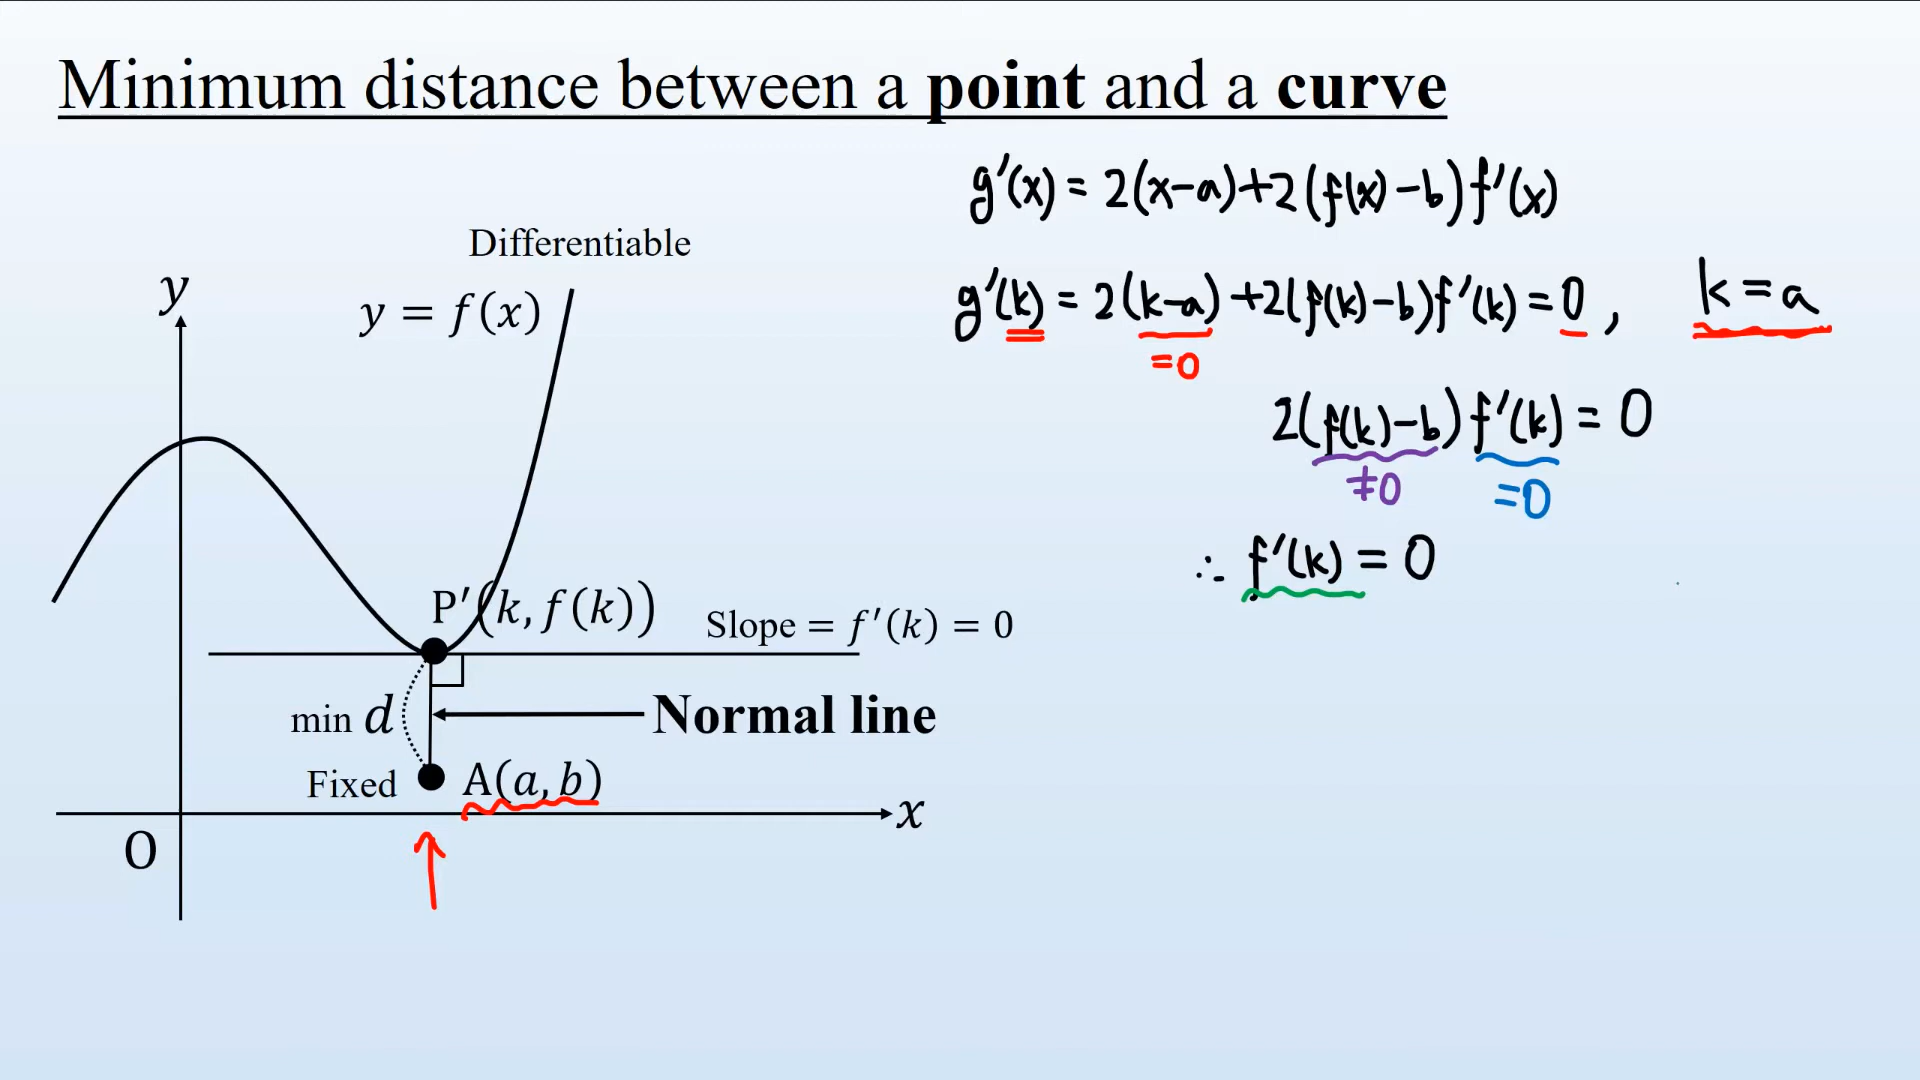 Minimum distance between a point and a curve
g′(x) = 2(x-a)+2(f(x)-b)f′(x)
g′(k) = 2(k-a)+2(f(k)-b)f′(k) = 0, k = a
=0
2(f(k)-b)f′(k) = 0
≠0 =0
∴ f′(k) = 0
Differentiable
y
y = f(x)
P′(k, f(k))
Slope = f′(k) = 0
min d
Normal line
Fixed A(a, b)
x
O